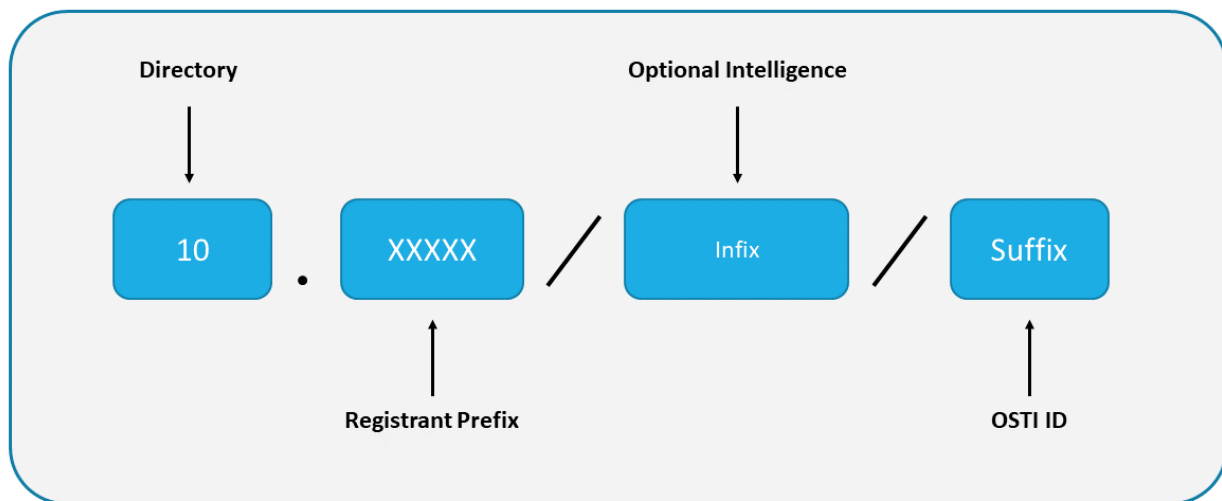 Directory
Optional Intelligence
10 . XXXXX / Infix / Suffix
Registrant Prefix
OSTI ID